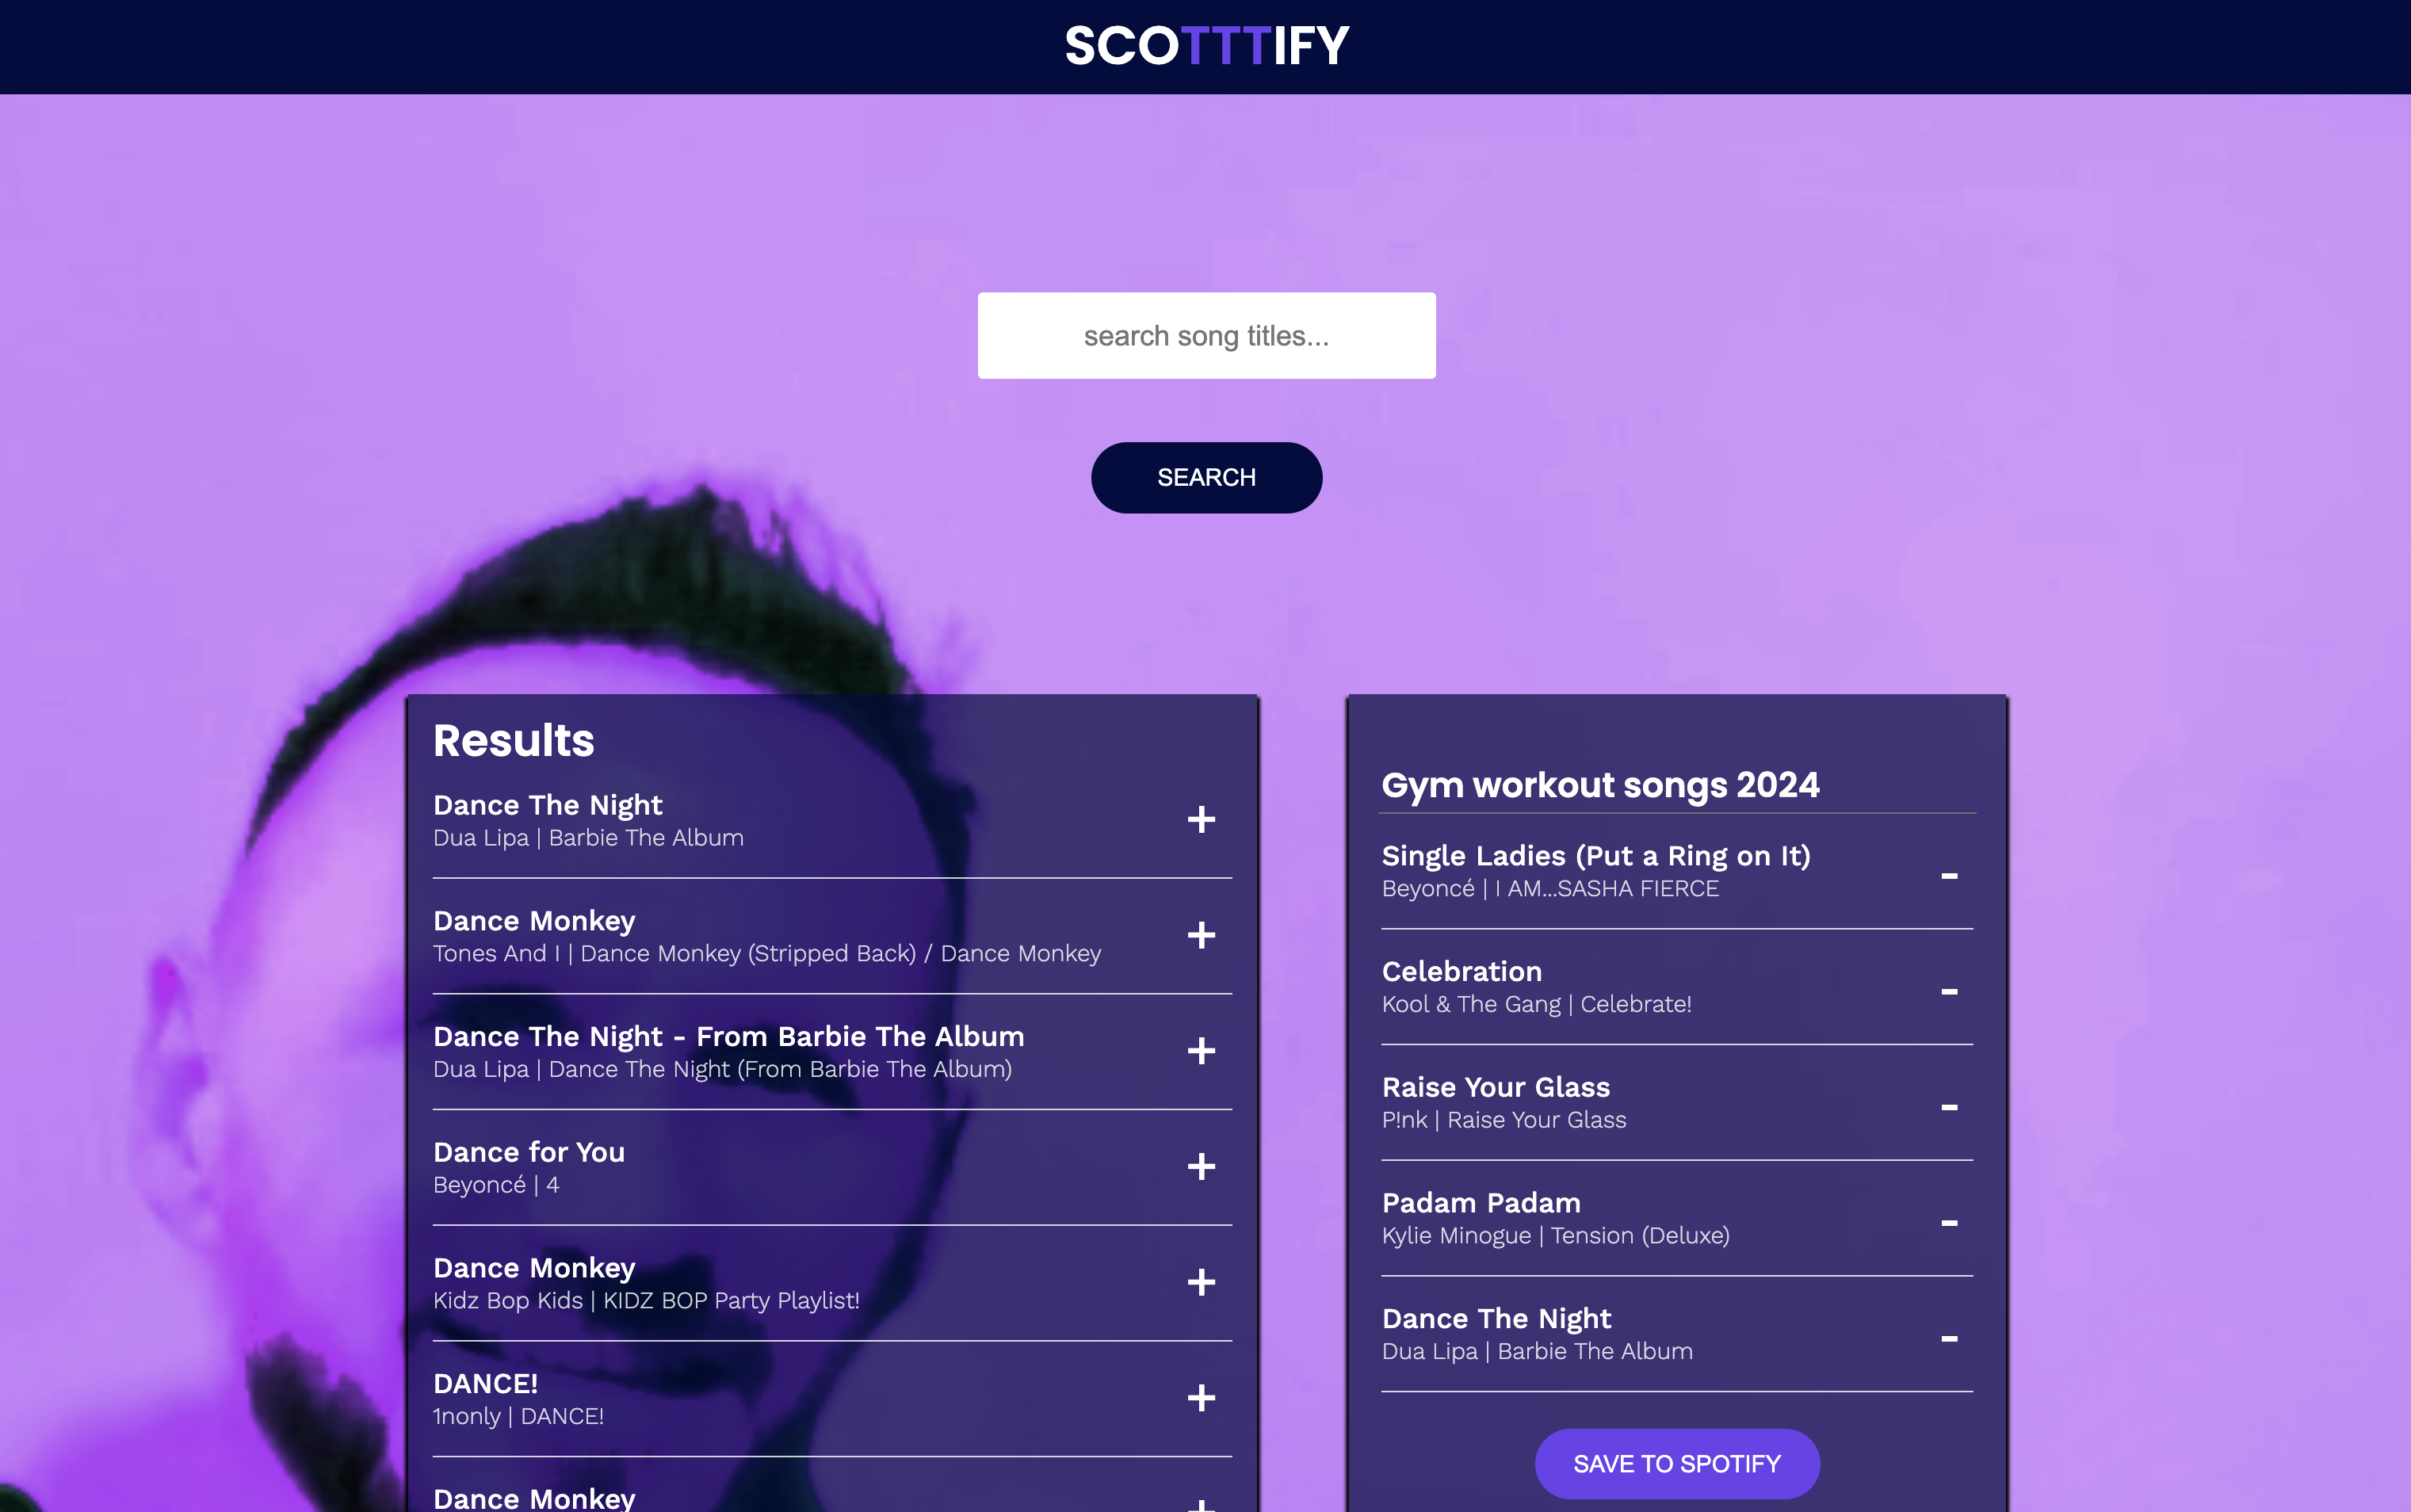 SCOTTTIFY
search song titles...
SEARCH
Results
Dance The Night
Dua Lipa | Barbie The Album
+
Dance Monkey
Tones And I | Dance Monkey (Stripped Back) / Dance Monkey
+
Dance The Night - From Barbie The Album
Dua Lipa | Dance The Night (From Barbie The Album)
+
Dance for You
Beyoncé | 4
+
Dance Monkey
Kidz Bop Kids | KIDZ BOP Party Playlist!
+
DANCE!
1nonly | DANCE!
+
Dance Monkey
+
Gym workout songs 2024
Single Ladies (Put a Ring on It)
Beyoncé | I AM...SASHA FIERCE
-
Celebration
Kool & The Gang | Celebrate!
-
Raise Your Glass
P!nk | Raise Your Glass
-
Padam Padam
Kylie Minogue | Tension (Deluxe)
-
Dance The Night
Dua Lipa | Barbie The Album
-
SAVE TO SPOTIFY